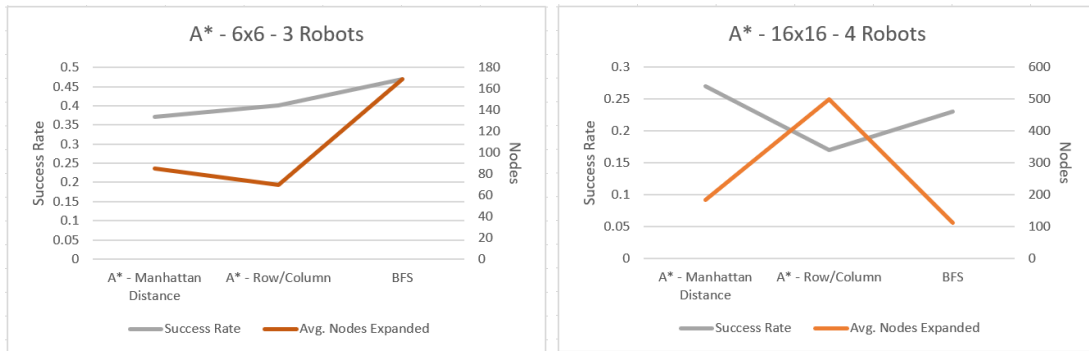 A* - 6x6 - 3 Robots
Success Rate
0.5
0.45
0.4
0.35
0.3
0.25
0.2
0.15
0.1
0.05
0
180
160
140
120
100
80
60
40
20
0
Nodes
A* - Manhattan
Distance
A* - Row/Column
BFS
Success Rate
Avg. Nodes Expanded
A* - 16x16 - 4 Robots
Success Rate
0.3
0.25
0.2
0.15
0.1
0.05
0
600
500
400
300
200
100
0
Nodes
A* - Manhattan
Distance
A* - Row/Column
BFS
Success Rate
Avg. Nodes Expanded